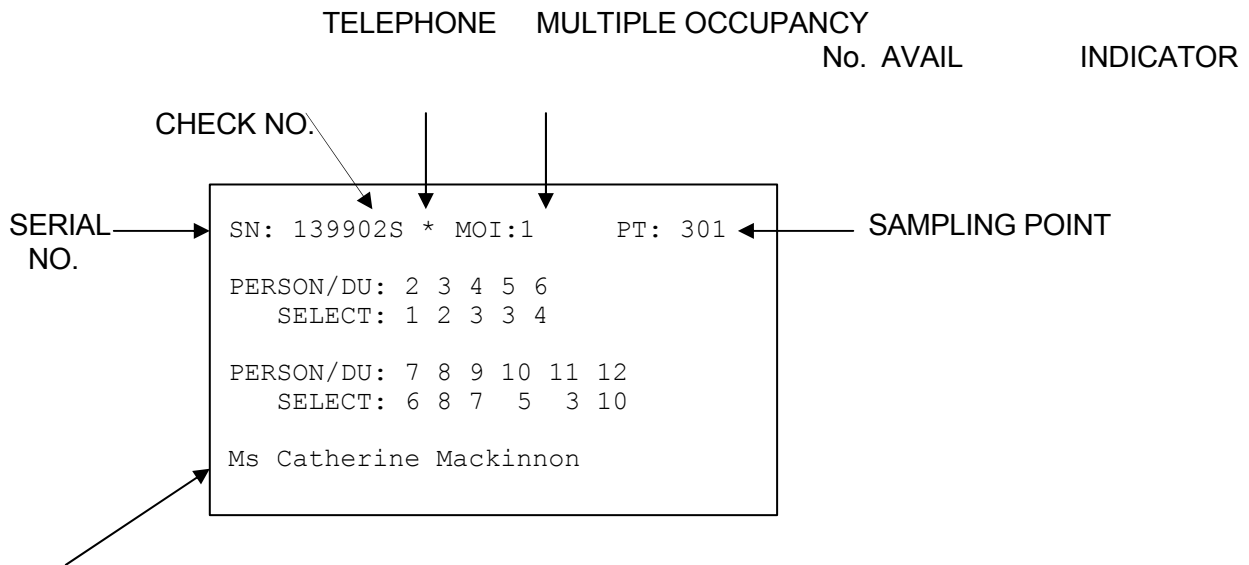 TELEPHONE MULTIPLE OCCUPANCY
No. AVAIL INDICATOR
CHECK NO.
SERIAL
NO.
SN: 139902S * MOI:1 PT: 301
SAMPLING POINT
PERSON/DU: 2 3 4 5 6
SELECT: 1 2 3 3 4
PERSON/DU: 7 8 9 10 11 12
SELECT: 6 8 7 5 3 10
Ms Catherine Mackinnon